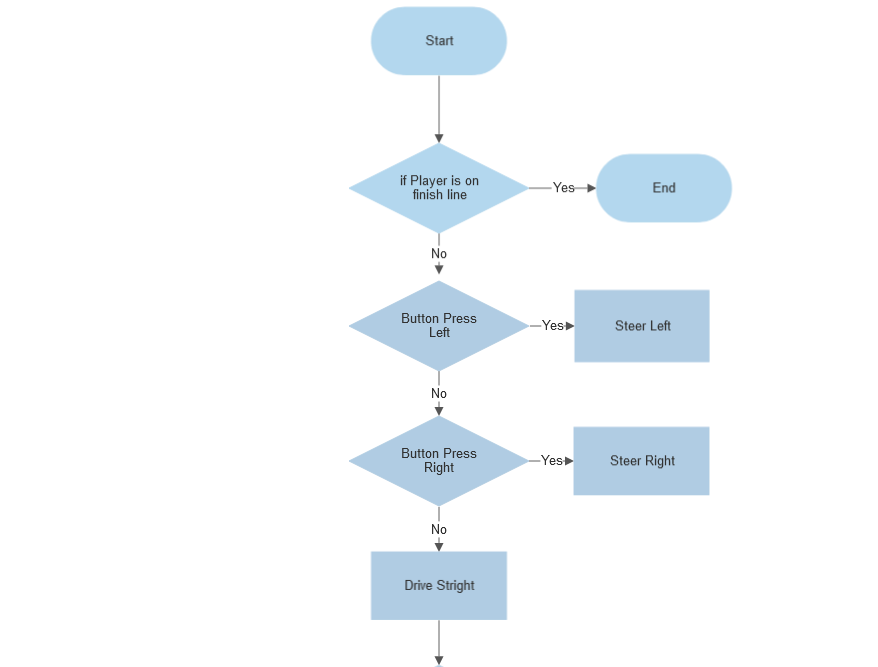 Start
if Player is on
finish line
Yes
End
No
Button Press
Left
Yes
Steer Left
No
Button Press
Right
Yes
Steer Right
No
Drive Stright